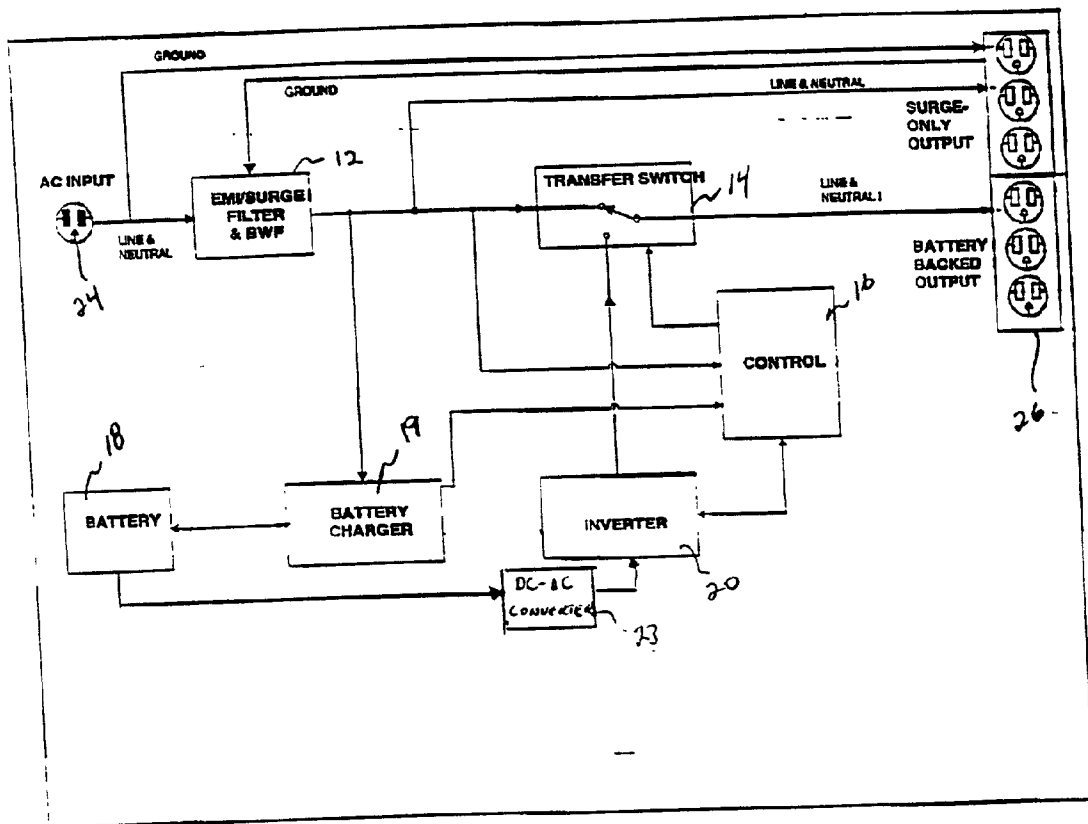 GROUND
GROUND
LINE & NEUTRAL
SURGE-
ONLY
OUTPUT
12
AC INPUT
EMI/SURGE
FILTER
& BWF
TRANSFER SWITCH
14
LINE &
NEUTRAL
LINE &
NEUTRAL
24
BATTERY
BACKED
OUTPUT
16
CONTROL
26
18
19
BATTERY
BATTERY
CHARGER
INVERTER
20
DC-AC
CONVERTER
23